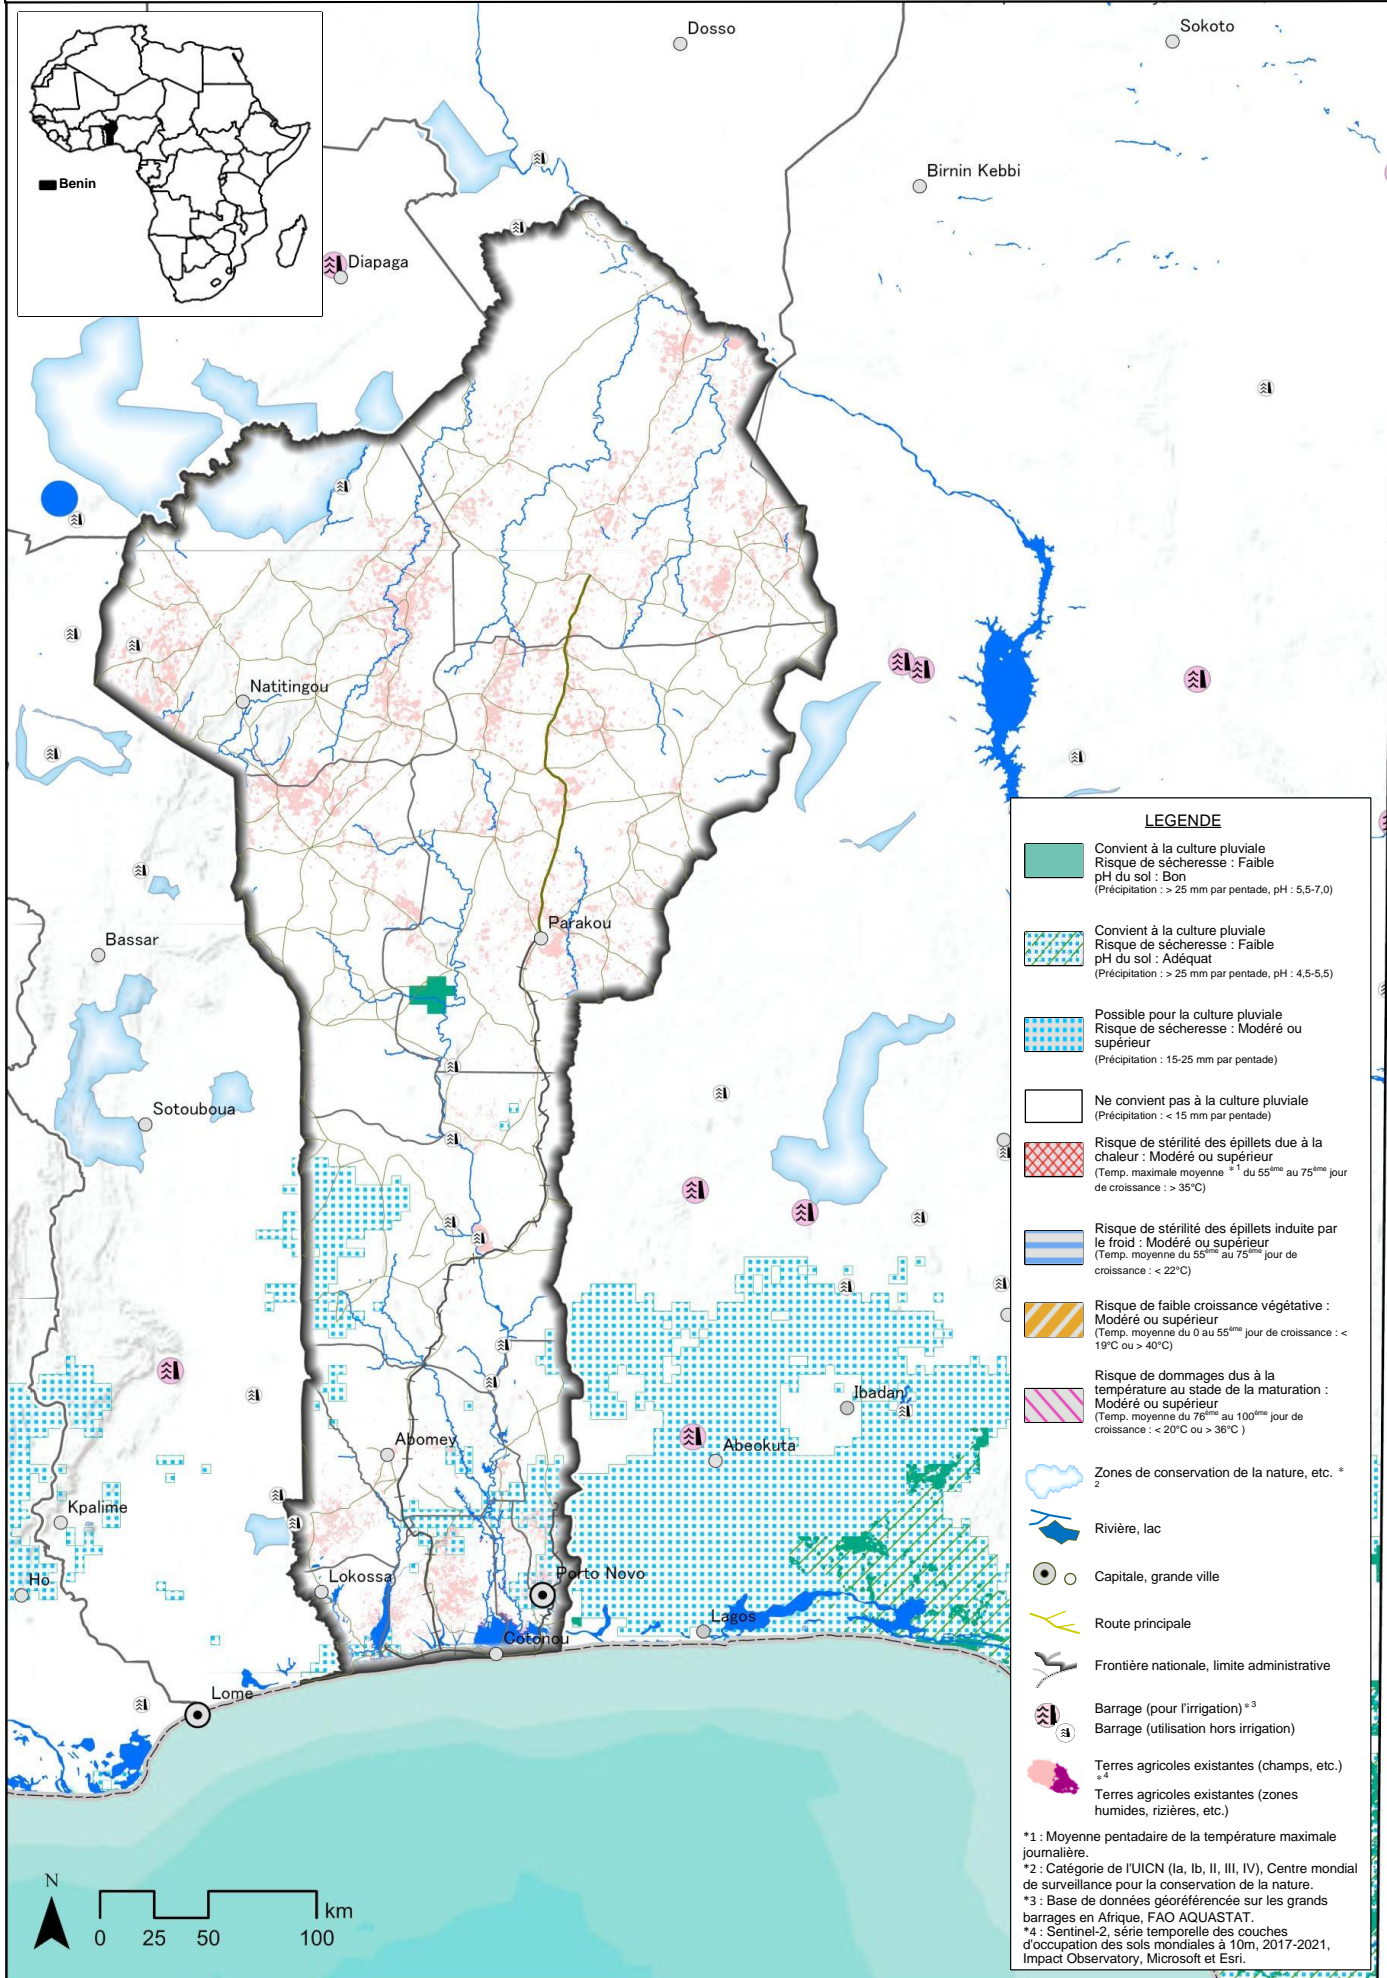 Dosso
Sokoto
Birnin Kebbi
Benin
Diapaga
Natitingou
Parakou
Bassar
Sotouboua
Ibadan
Abomey
Abeokuta
Kpalime
Ho
Lokossa
Porto Novo
Lagos
Cotonou
Lome
N
km
0 25 50 100
LEGENDE
Convient à la culture pluviale
Risque de sécheresse : Faible
pH du sol : Bon
(Précipitation : > 25 mm par pentade, pH : 5,5-7,0)
Convient à la culture pluviale
Risque de sécheresse : Faible
pH du sol : Adéquat
(Précipitation : > 25 mm par pentade, pH : 4,5-5,5)
Possible pour la culture pluviale
Risque de sécheresse : Modéré ou
supérieur
(Précipitation : 15-25 mm par pentade)
Ne convient pas à la culture pluviale
(Précipitation : < 15 mm par pentade)
Risque de stérilité des épillets due à la
chaleur : Modéré ou supérieur
(Temp. maximale moyenne *1 du 55ème au 75ème jour
de croissance : > 35°C)
Risque de stérilité des épillets induite par
le froid : Modéré ou supérieur
(Temp. moyenne du 55ème au 75ème jour de
croissance : < 22°C)
Risque de faible croissance végétative :
Modéré ou supérieur
(Temp. moyenne du 0 au 55ème jour de croissance : <
19°C ou > 40°C)
Risque de dommages dus à la
température au stade de la maturation :
Modéré ou supérieur
(Temp. moyenne du 76ème au 100ème jour de
croissance : < 20°C ou > 36°C )
Zones de conservation de la nature, etc. *
2
Rivière, lac
Capitale, grande ville
Route principale
Frontière nationale, limite administrative
Barrage (pour l'irrigation)*3
Barrage (utilisation hors irrigation)
Terres agricoles existantes (champs, etc.)
*4
Terres agricoles existantes (zones
humides, rizières, etc.)
*1 : Moyenne pentadaire de la température maximale
journalière.
*2 : Catégorie de l'UICN (Ia, Ib, II, III, IV), Centre mondial
de surveillance pour la conservation de la nature.
*3 : Base de données géoréférencée sur les grands
barrages en Afrique, FAO AQUASTAT.
*4 : Sentinel-2, série temporelle des couches
d'occupation des sols mondiales à 10m, 2017-2021,
Impact Observatory, Microsoft et Esri.